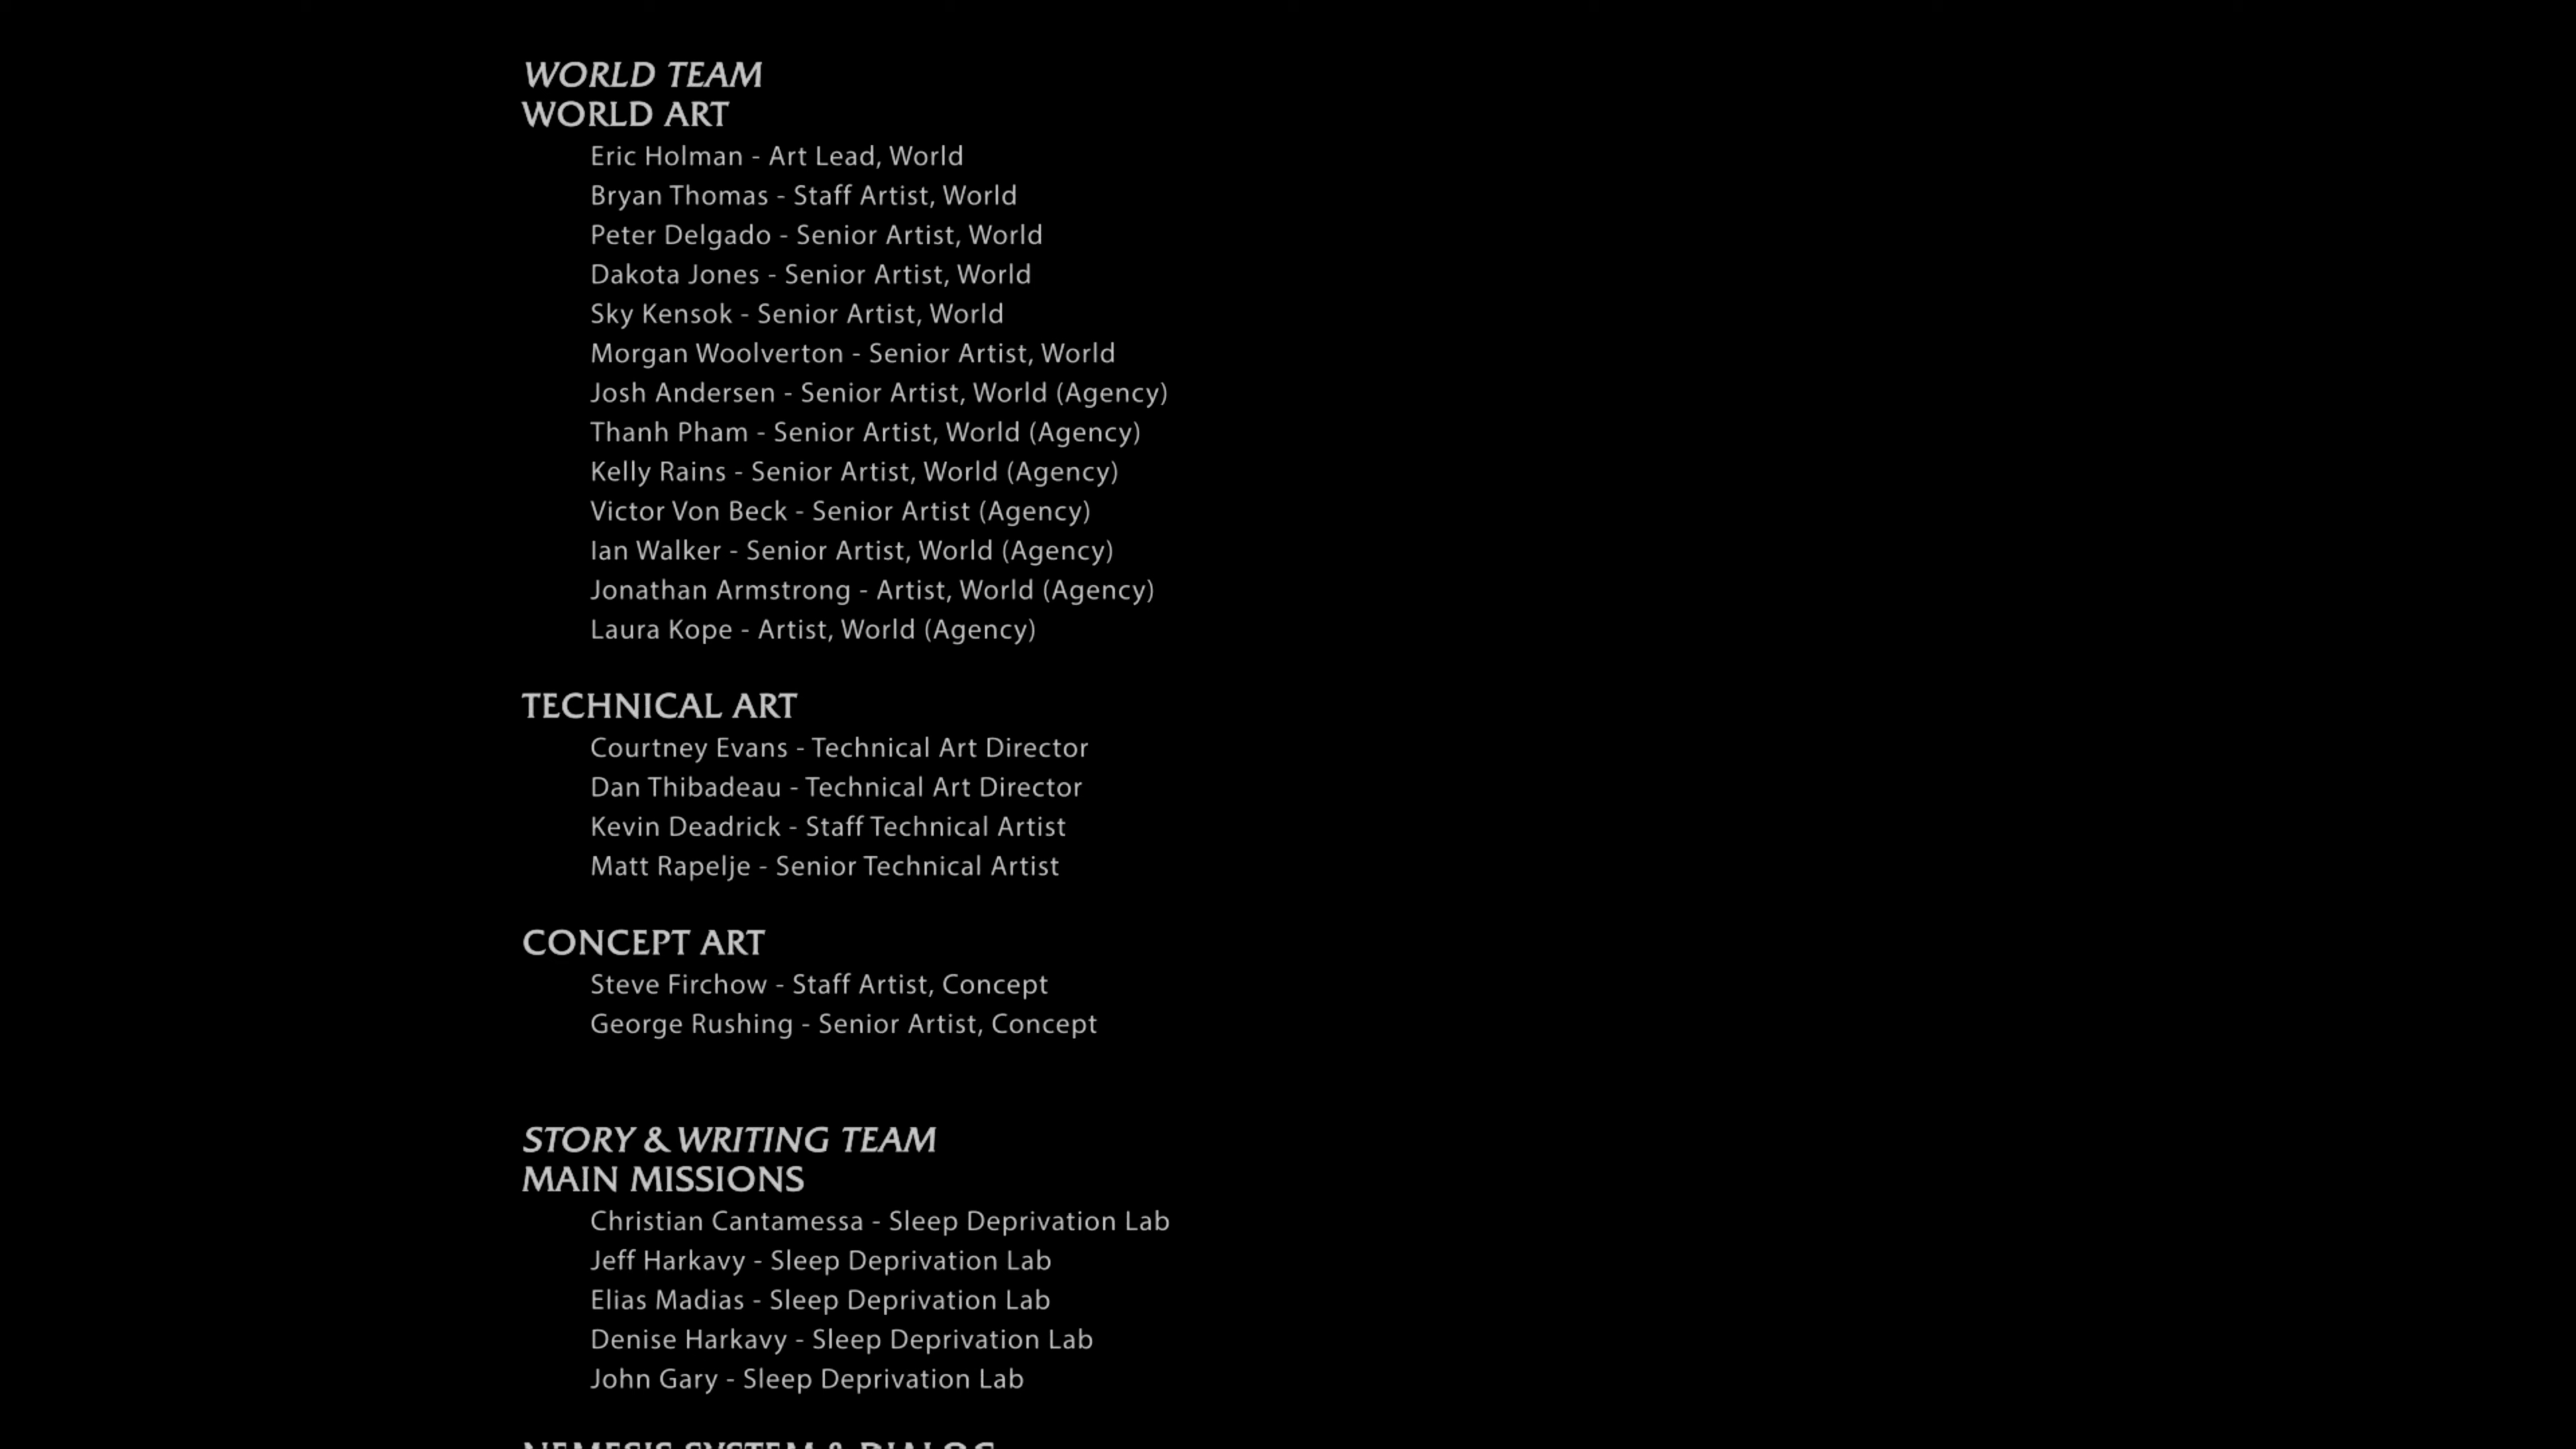 WORLD TEAM
WORLD ART
Eric Holman - Art Lead, World
Bryan Thomas - Staff Artist, World
Peter Delgado - Senior Artist, World
Dakota Jones - Senior Artist, World
Sky Kensok - Senior Artist, World
Morgan Woolverton - Senior Artist, World
Josh Andersen - Senior Artist, World (Agency)
Thanh Pham - Senior Artist, World (Agency)
Kelly Rains - Senior Artist, World (Agency)
Victor Von Beck - Senior Artist (Agency)
Ian Walker - Senior Artist, World (Agency)
Jonathan Armstrong - Artist, World (Agency)
Laura Kope - Artist, World (Agency)
TECHNICAL ART
Courtney Evans - Technical Art Director
Dan Thibadeau - Technical Art Director
Kevin Deadrick - Staff Technical Artist
Matt Rapelje - Senior Technical Artist
CONCEPT ART
Steve Firchow - Staff Artist, Concept
George Rushing - Senior Artist, Concept
STORY & WRITING TEAM
MAIN MISSIONS
Christian Cantamessa - Sleep Deprivation Lab
Jeff Harkavy - Sleep Deprivation Lab
Elias Madias - Sleep Deprivation Lab
Denise Harkavy - Sleep Deprivation Lab
John Gary - Sleep Deprivation Lab
NEMESIS SYSTEM & DIALOG